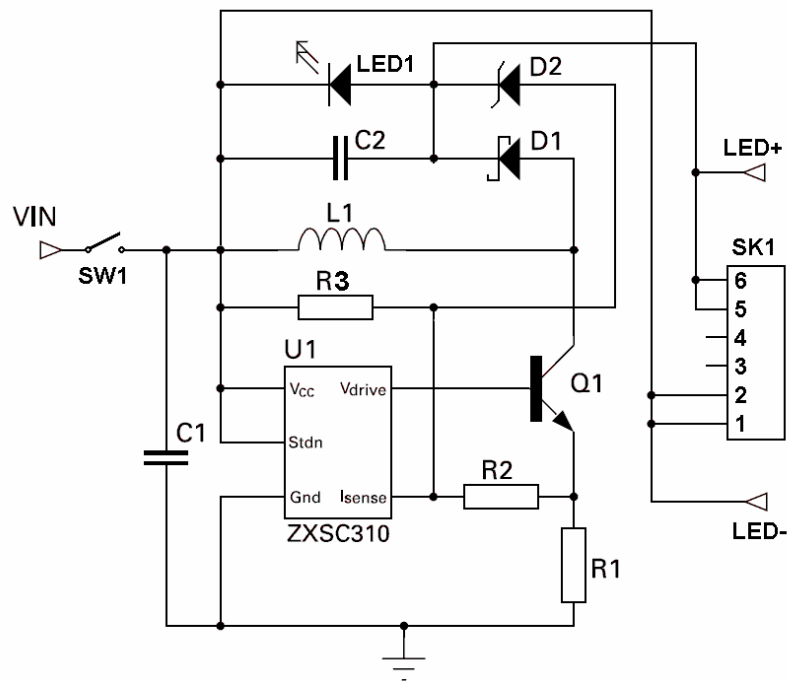 LED1
D2
C2
D1
LED+
VIN
L1
SW1
SK1
R3
6
5
4
3
2
1
U1
Vcc
Vdrive
Q1
C1
Stdn
R2
Gnd
Isense
ZXSC310
LED-
R1